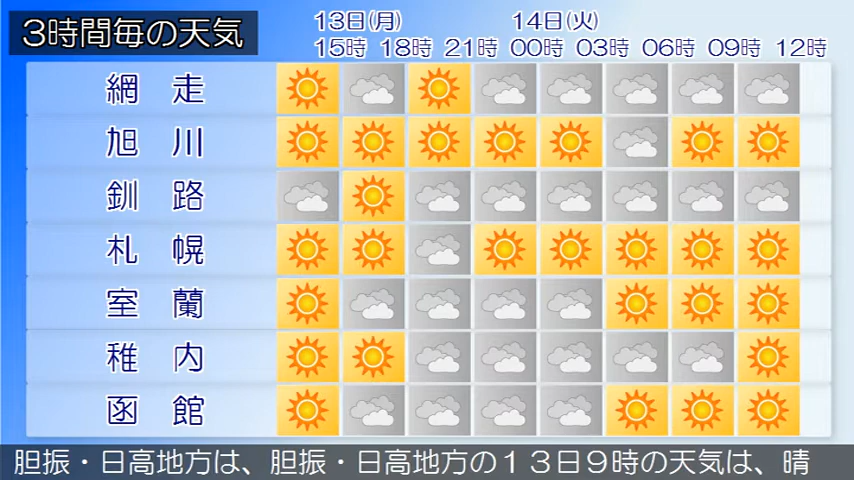 3時間毎の天気
13日(月) 14日(火)
15時 18時 21時 00時 03時 06時 09時 12時
網 走
旭 川
釧 路
札 幌
室 蘭
稚 内
函 館
胆振・日高地方は、胆振・日高地方の１３日９時の天気は、晴